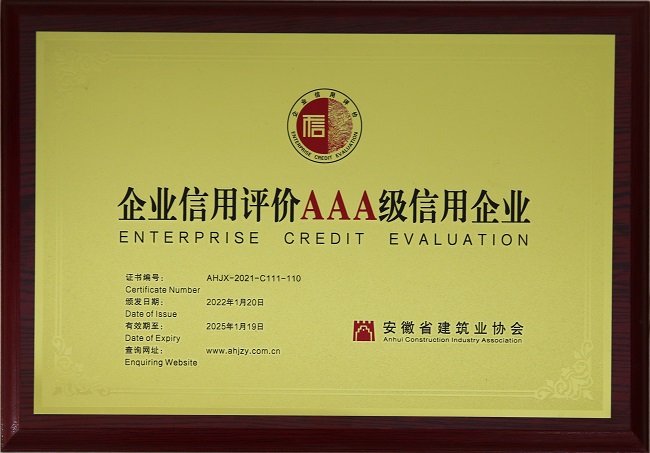 企业信用评价
信
ENTERPRISE CREDIT EVALUATION
企业信用评价AAA级信用企业
ENTERPRISE CREDIT EVALUATION
证书编号： AHJX-2021-C111-110
Certificate Number
颁发日期： 2022年1月20日
Date of Issue
有效期至： 2025年1月19日
Date of Expiry
查询网址： www.ahjzy.com.cn
Enquiring Website
安徽省建筑业协会
Anhui Construction Industry Association